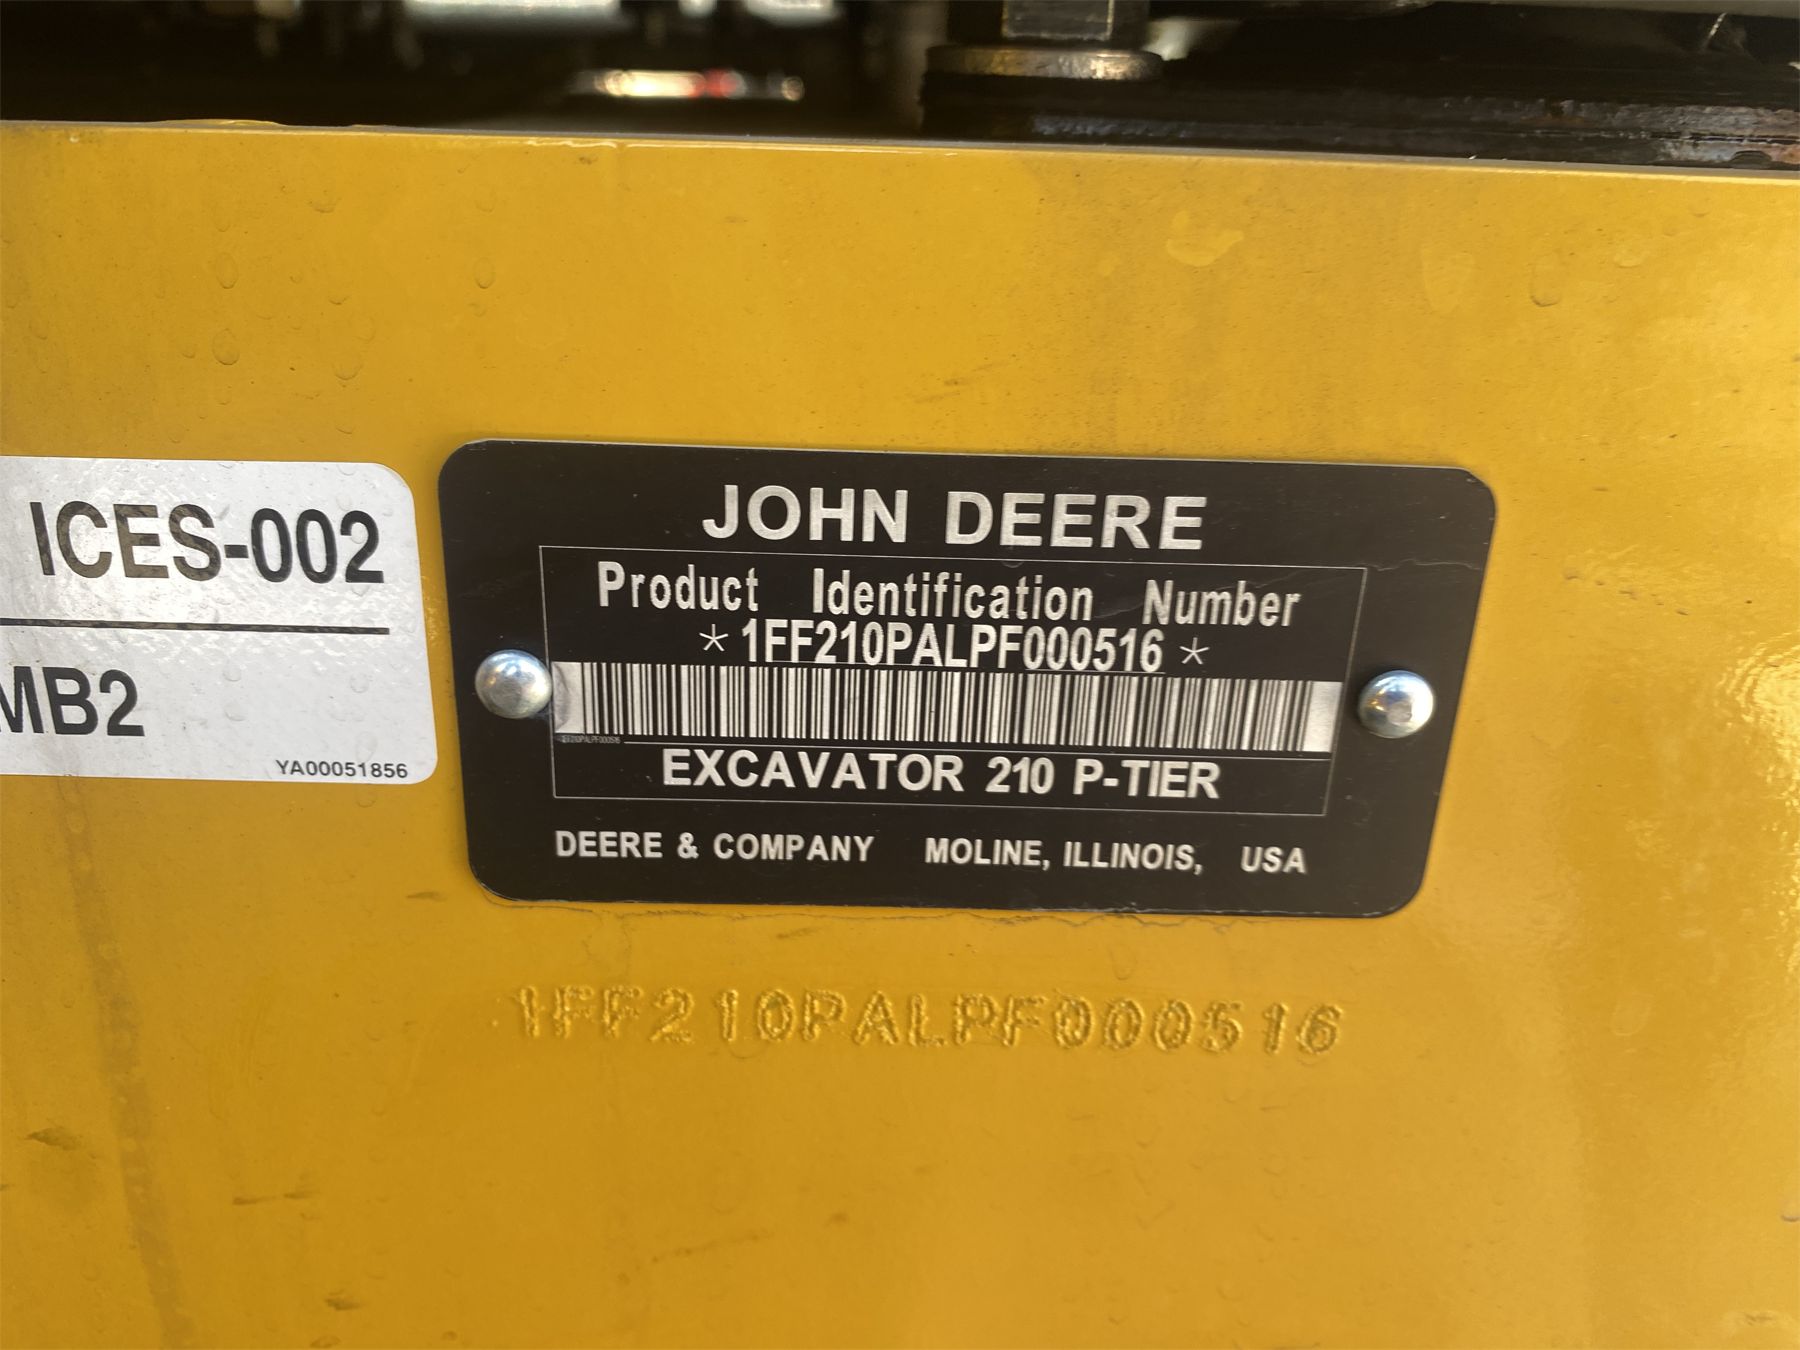 ICES-002
MB2
YA00051856
JOHN DEERE
Product Identification Number
*1FF210PALPF000516*
1FF210PALPF000516
EXCAVATOR 210 P-TIER
DEERE & COMPANY MOLINE, ILLINOIS, USA
1FF210PALPF000516